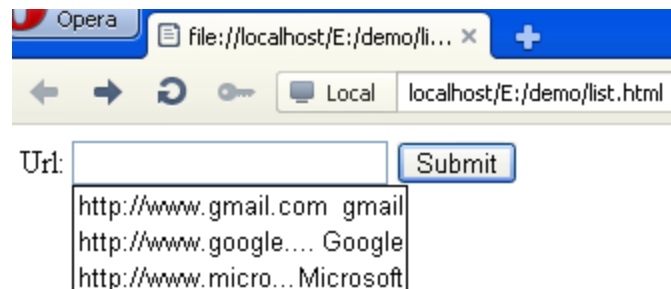 Opera
file://localhost/E:/demo/li...
Local localhost/E:/demo/list.html
Url: Submit
http://www.gmail.com gmail
http://www.google.... Google
http://www.micro... Microsoft